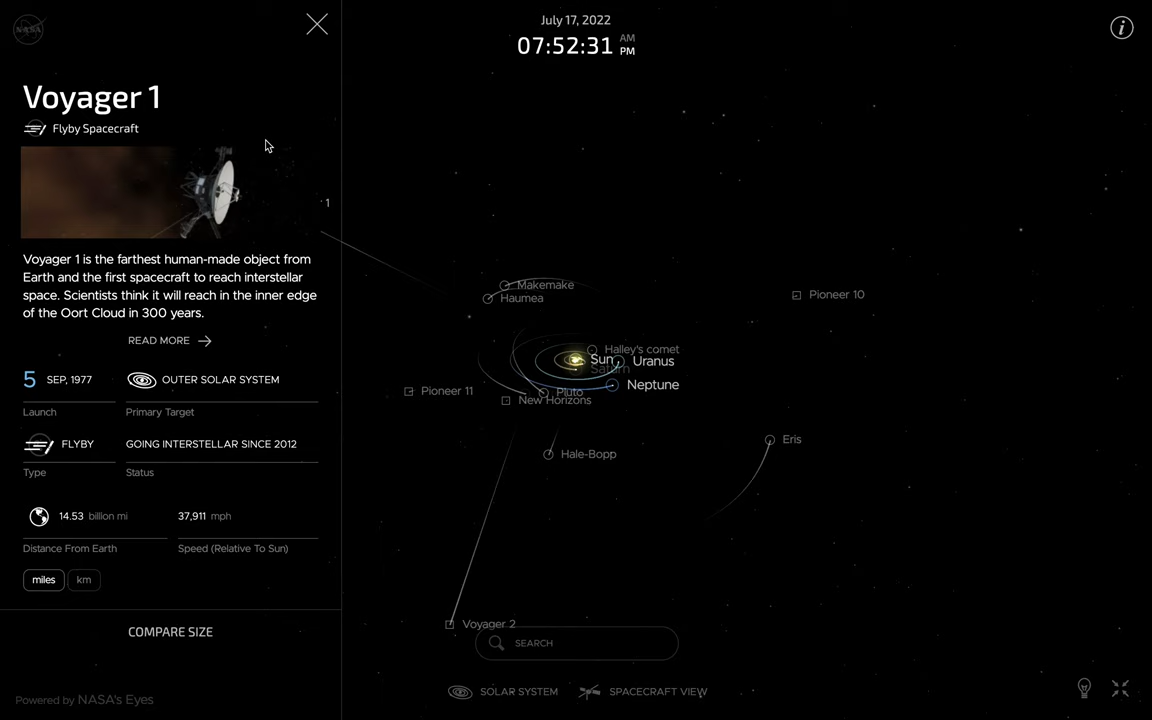 NASA
July 17, 2022
07:52:31 AM PM
Voyager 1
Flyby Spacecraft
1
Voyager 1 is the farthest human-made object from
Earth and the first spacecraft to reach interstellar
space. Scientists think it will reach in the inner edge
of the Oort Cloud in 300 years.
READ MORE
5 SEP, 1977
Launch
OUTER SOLAR SYSTEM
Primary Target
FLYBY
Type
GOING INTERSTELLAR SINCE 2012
Status
14.53 billion mi
Distance From Earth
37,911 mph
Speed (Relative To Sun)
miles
km
COMPARE SIZE
Powered by NASA's Eyes
Makemake
Haumea
Pioneer 10
Halley's comet
Sun
Uranus
Saturn
Neptune
Pioneer 11
Pluto
New Horizons
Eris
Hale-Bopp
Voyager 2
SEARCH
SOLAR SYSTEM
SPACECRAFT VIEW
i